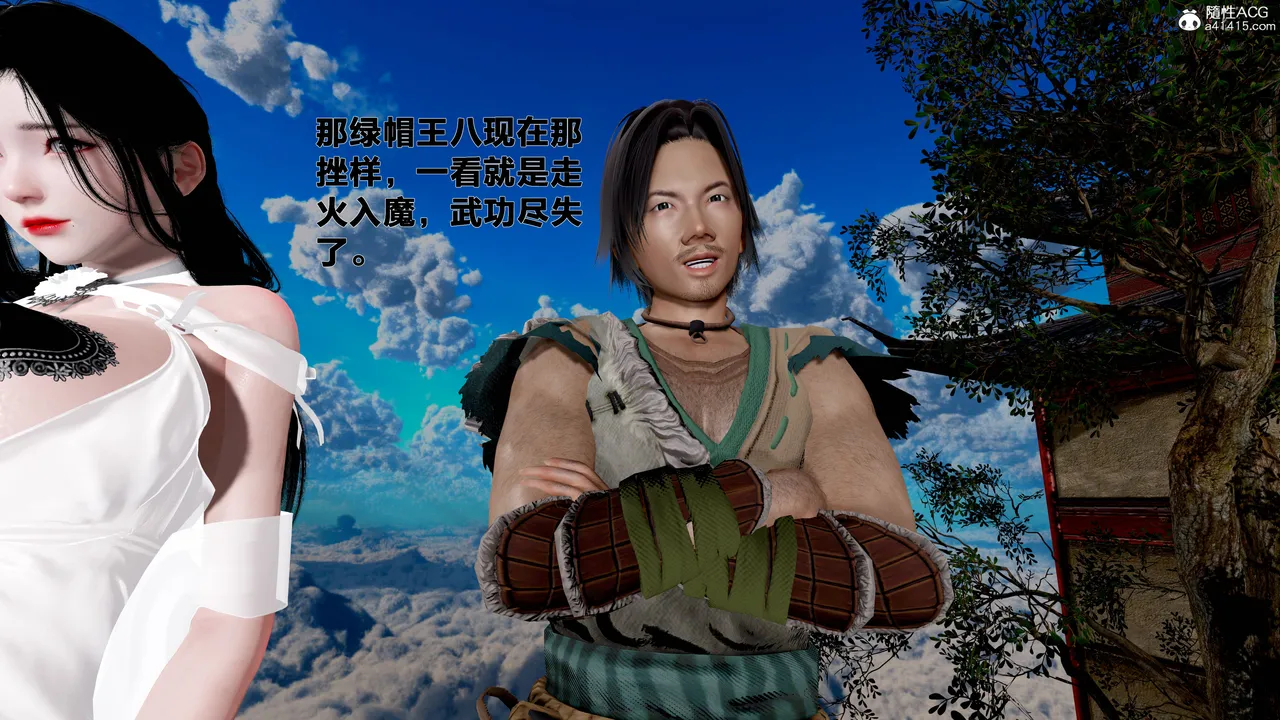 隨性ACG
a41415.com
那绿帽王八现在那
挫样，一看就是走
火入魔，武功尽失
了。